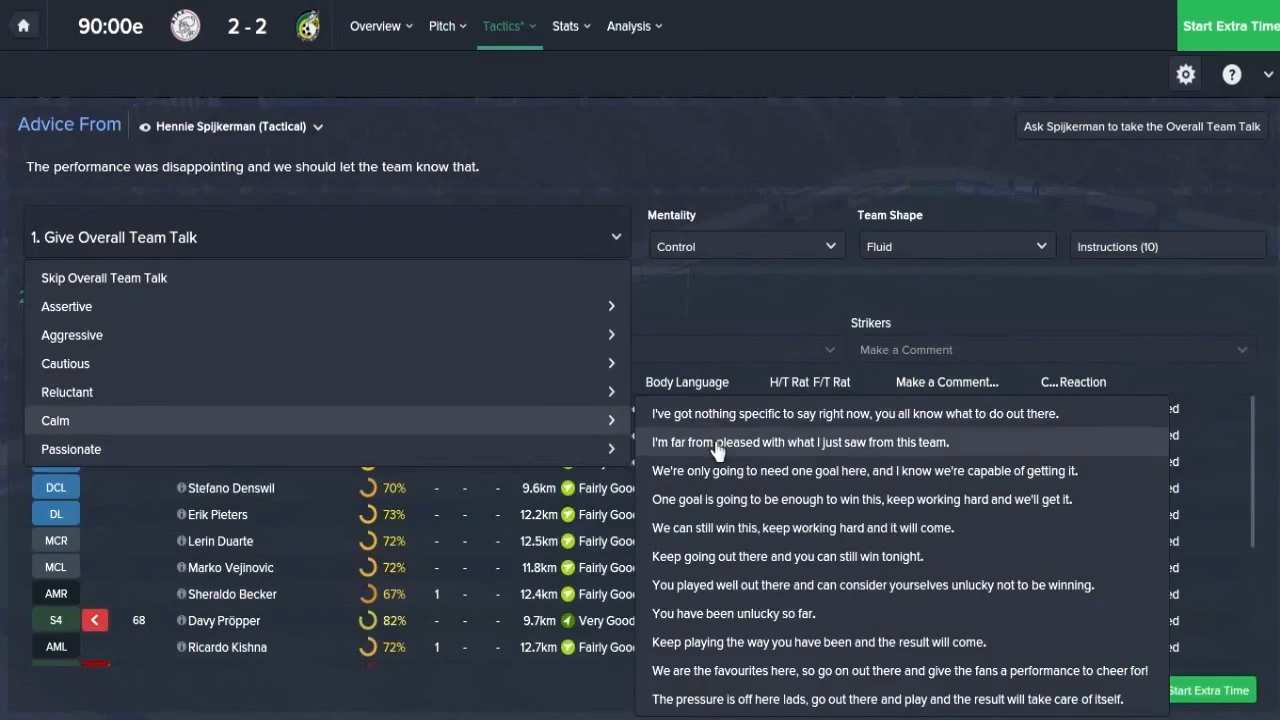 90:00e 2 - 2 Overview Pitch Tactics* Stats Analysis Start Extra Time
?
Advice From Hennie Spijkerman (Tactical) Ask Spijkerman to take the Overall Team Talk
The performance was disappointing and we should let the team know that.
Mentality Team Shape
1. Give Overall Team Talk Control Fluid Instructions (10)
Skip Overall Team Talk
Assertive
Aggressive
Cautious
Reluctant
Calm
Passionate
Strikers
Make a Comment
Body Language H/T Rat F/T Rat Make a Comment... C... Reaction
I've got nothing specific to say right now, you all know what to do out there.
I'm far from pleased with what I just saw from this team.
We're only going to need one goal here, and I know we're capable of getting it.
One goal is going to be enough to win this, keep working hard and we'll get it.
We can still win this, keep working hard and it will come.
Keep going out there and you can still win tonight.
You played well out there and can consider yourselves unlucky not to be winning.
You have been unlucky so far.
Keep playing the way you have been and the result will come.
We are the favourites here, so go on out there and give the fans a performance to cheer for!
The pressure is off here lads, go out there and play and the result will take care of itself.
DCL Stefano Denswil 70% - - - 9.6km Fairly Good
DL Erik Pieters 73% - - - 12.2km Fairly Good
MCR Lerin Duarte 72% - - - 12.5km Fairly Good
MCL Marko Vejinovic 72% - - - 11.8km Fairly Good
AMR Sheraldo Becker 67% 1 - - 12.4km Fairly Good
S4 68 Davy Pröpper 82% - - - 9.7km Very Good
AML Ricardo Kishna 72% 1 - - 12.7km Fairly Good
Start Extra Time